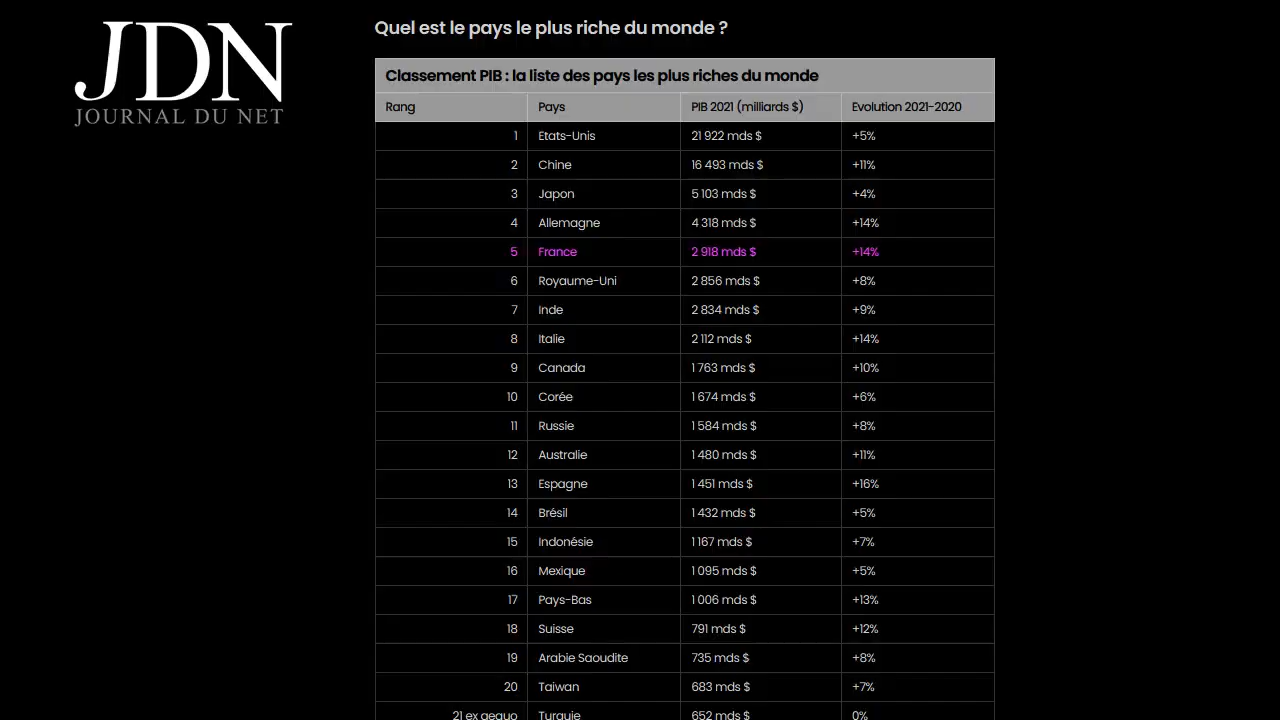 JDN
JOURNAL DU NET
Quel est le pays le plus riche du monde ?
Classement PIB : la liste des pays les plus riches du monde
Rang Pays PIB 2021 (milliards $) Evolution 2021-2020
1 Etats-Unis 21 922 mds $ +5%
2 Chine 16 493 mds $ +11%
3 Japon 5 103 mds $ +4%
4 Allemagne 4 318 mds $ +14%
5 France 2 918 mds $ +14%
6 Royaume-Uni 2 856 mds $ +8%
7 Inde 2 834 mds $ +9%
8 Italie 2 112 mds $ +14%
9 Canada 1 763 mds $ +10%
10 Corée 1 674 mds $ +6%
11 Russie 1 584 mds $ +8%
12 Australie 1 480 mds $ +11%
13 Espagne 1 451 mds $ +16%
14 Brésil 1 432 mds $ +5%
15 Indonésie 1 167 mds $ +7%
16 Mexique 1 095 mds $ +5%
17 Pays-Bas 1 006 mds $ +13%
18 Suisse 791 mds $ +12%
19 Arabie Saoudite 735 mds $ +8%
20 Taiwan 683 mds $ +7%
21 ex aequo Turquie 652 mds $ 0%